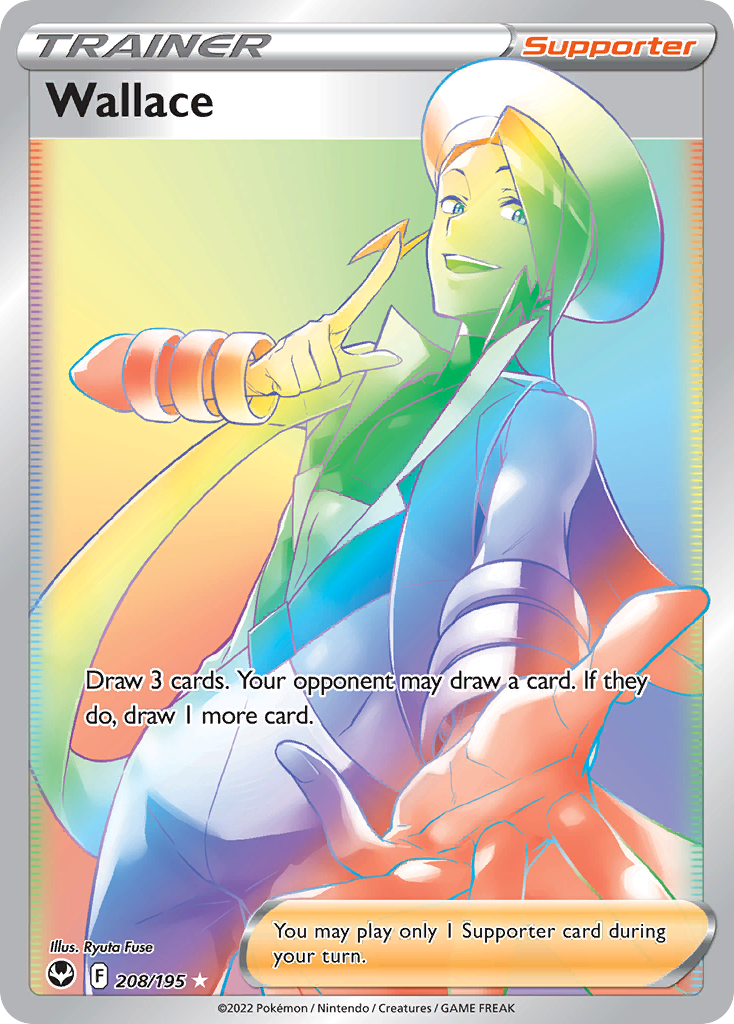 TRAINER
Supporter
Wallace
Draw 3 cards. Your opponent may draw a card. If they
do, draw 1 more card.
You may play only 1 Supporter card during
your turn.
Illus. Ryuta Fuse
F
208/195 ★
©2022 Pokémon / Nintendo / Creatures / GAME FREAK